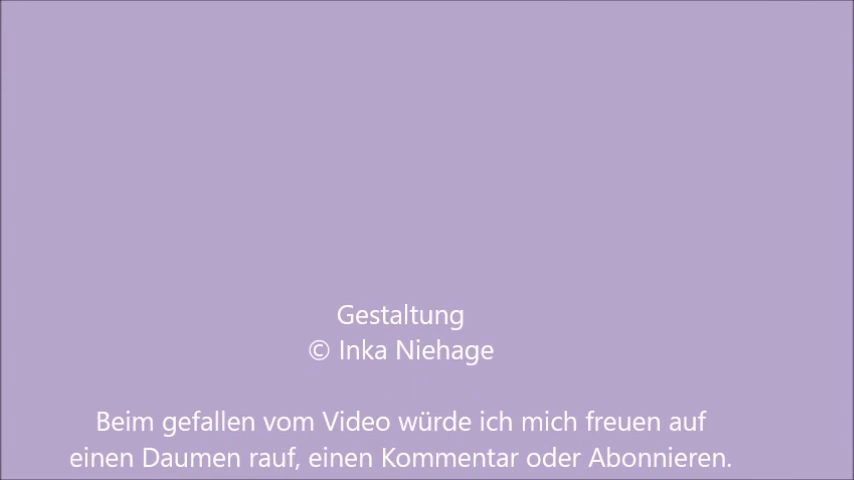 Gestaltung
© Inka Niehage
Beim gefallen vom Video würde ich mich freuen auf
einen Daumen rauf, einen Kommentar oder Abonnieren.